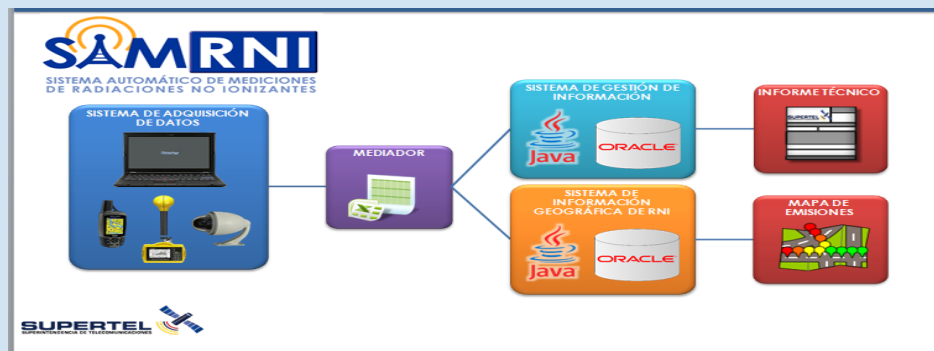 SAMRNI
SISTEMA AUTOMÁTICO DE MEDICIONES
DE RADIACIONES NO IONIZANTES
SISTEMA DE ADQUISICIÓN
DE DATOS
MEDIADOR
SISTEMA DE GESTIÓN DE
INFORMACIÓN
Java
ORACLE
SISTEMA DE
INFORMACIÓN
GEOGRÁFICA DE RNI
Java
ORACLE
INFORME TÉCNICO
SUPERTEL
MAPA DE
EMISIONES
SUPERTEL
SUPERINTENDENCIA DE TELECOMUNICACIONES